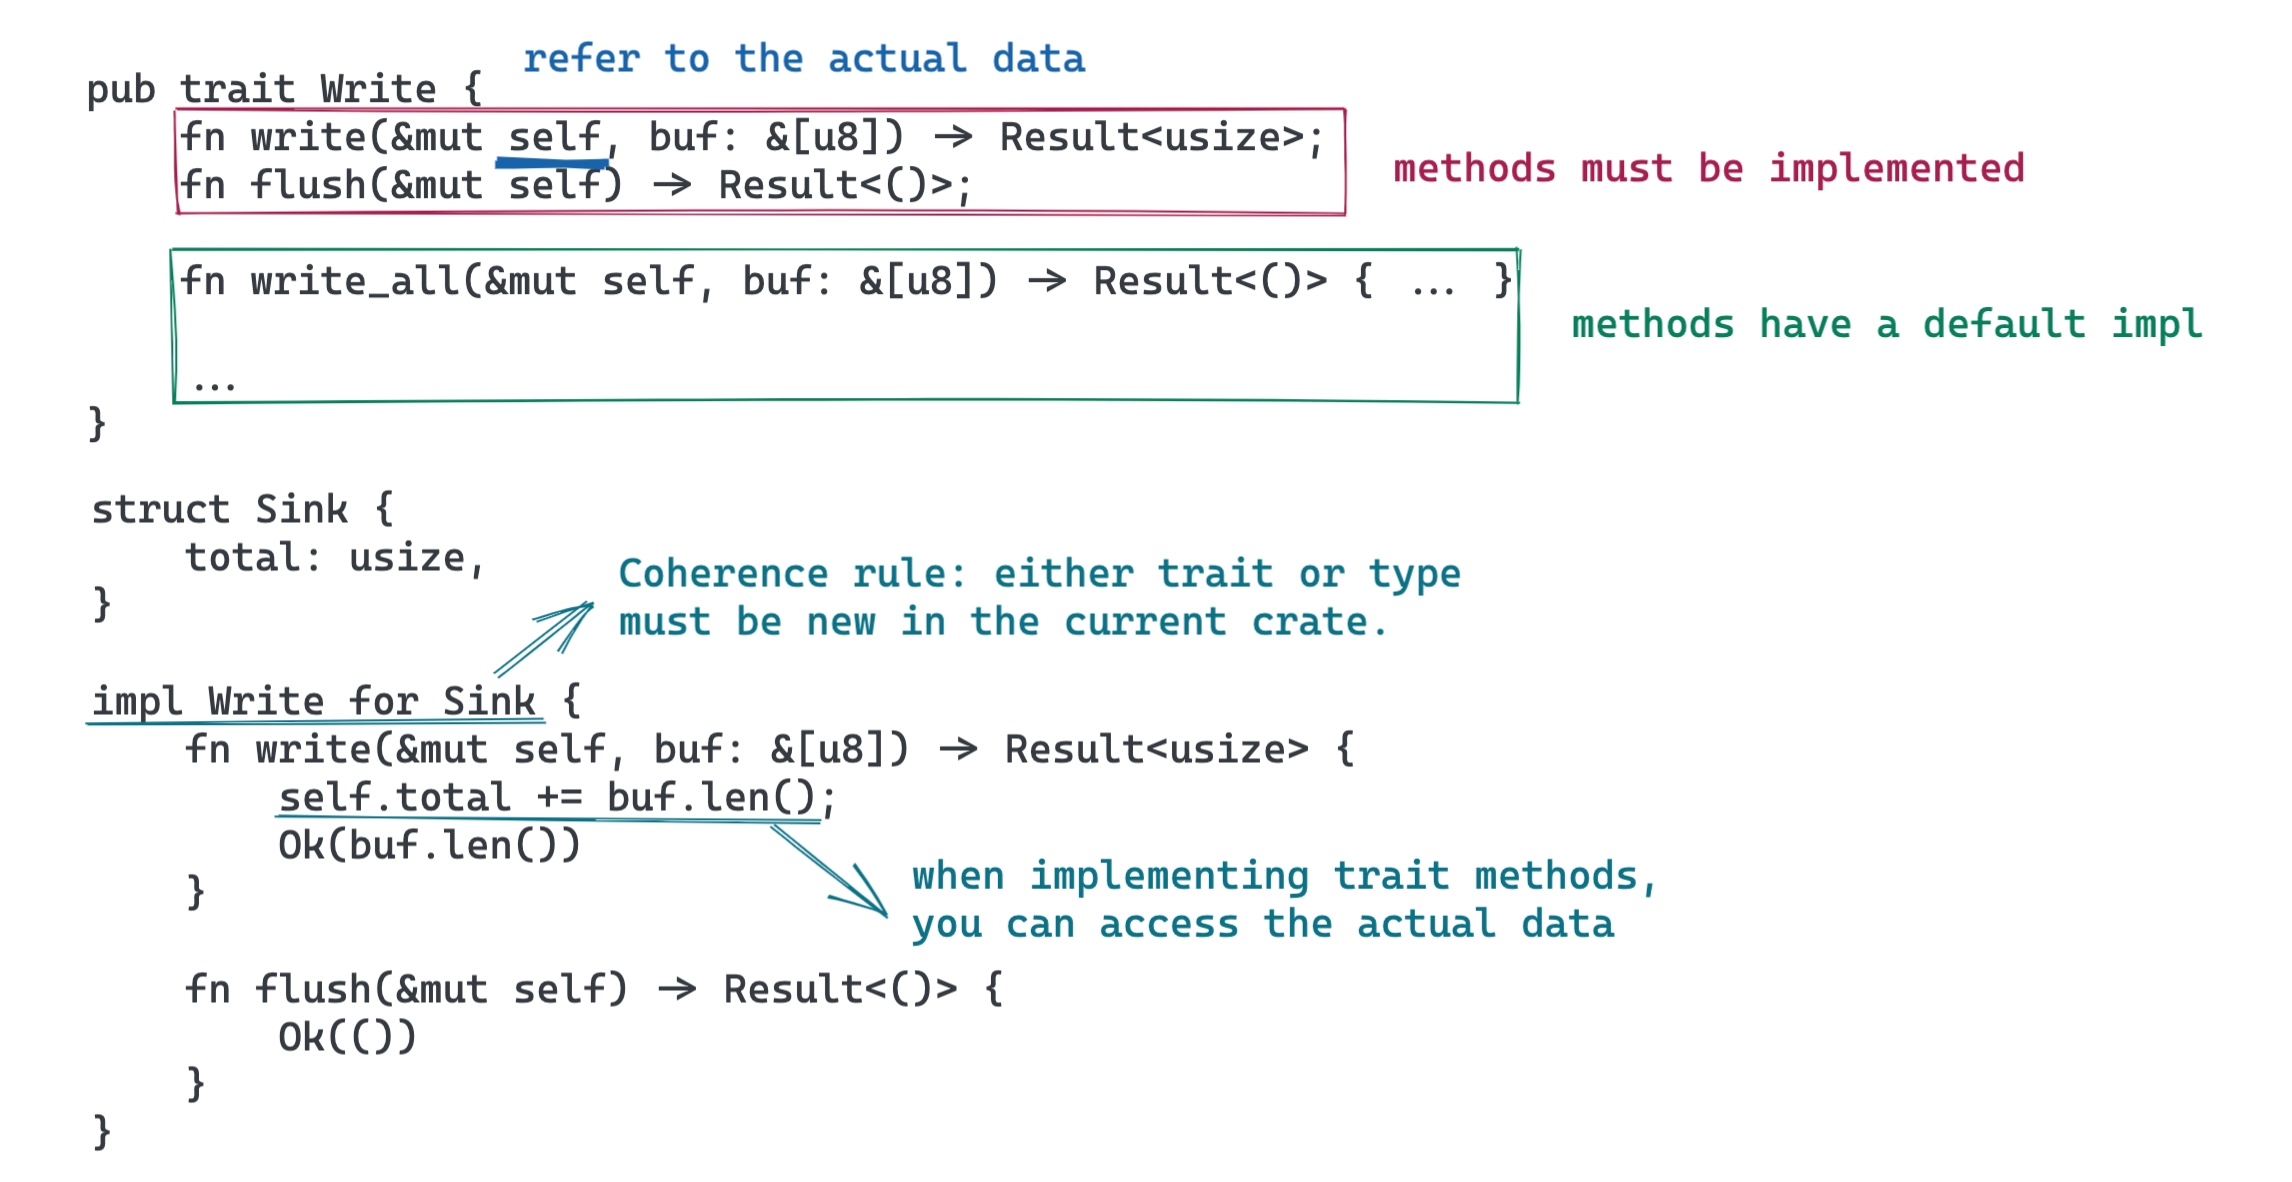 refer to the actual data
pub trait Write {
fn write(&mut self, buf: &[u8]) → Result<usize>;
fn flush(&mut self) → Result<()>;
methods must be implemented
fn write_all(&mut self, buf: &[u8]) → Result<()> { ... }
methods have a default impl
...
}
struct Sink {
total: usize,
}
Coherence rule: either trait or type
must be new in the current crate.
impl Write for Sink {
fn write(&mut self, buf: &[u8]) → Result<usize> {
self.total += buf.len();
Ok(buf.len())
}
when implementing trait methods,
you can access the actual data
fn flush(&mut self) → Result<()> {
Ok(())
}
}